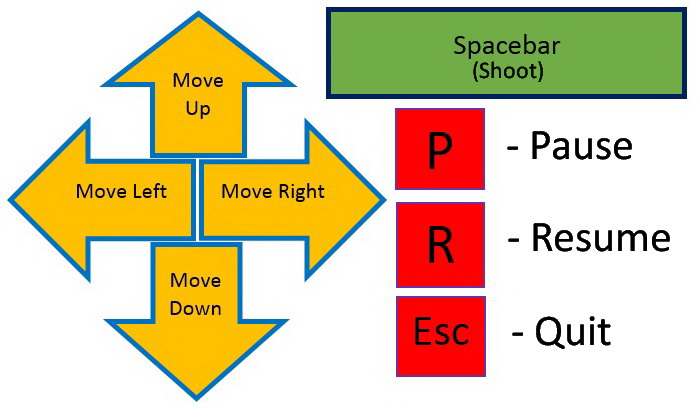 Move
Up
Move Left
Move Right
Move
Down
Spacebar
(Shoot)
P - Pause
R - Resume
Esc - Quit